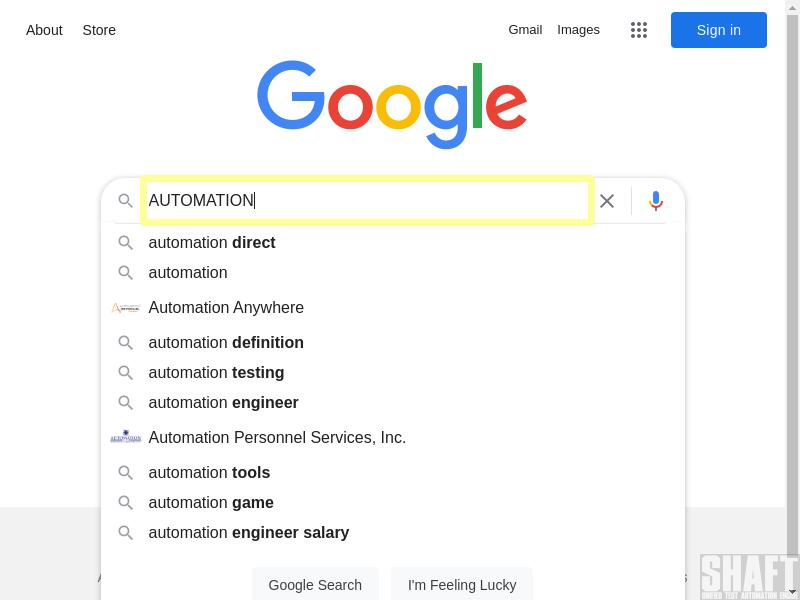 About Store Gmail Images Sign in
Google
AUTOMATION
automation direct
automation
Automation Anywhere
automation definition
automation testing
automation engineer
Automation Personnel Services, Inc.
automation tools
automation game
automation engineer salary
Google Search I'm Feeling Lucky
SHAFT